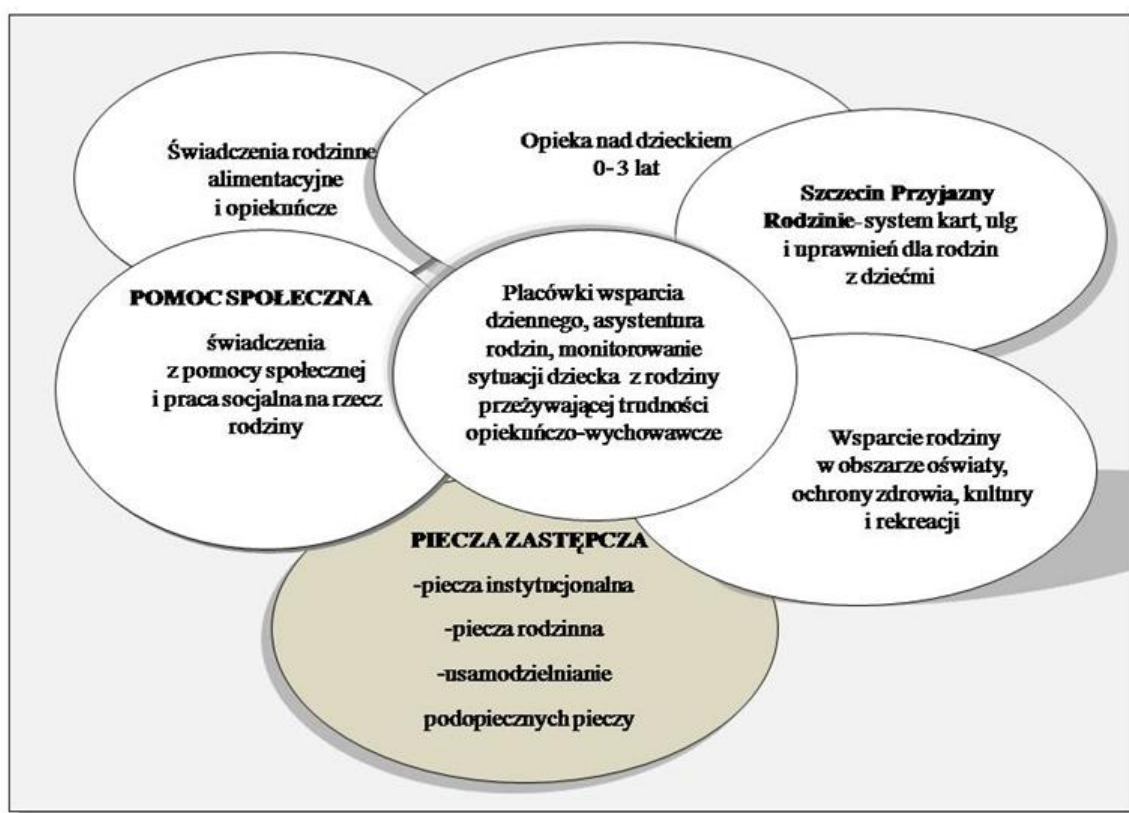 Świadczenia rodzinne
alimentacyjne
i opiekuńcze
Opieka nad dzieckiem
0-3 lat
Szczecin Przyjazny
Rodzinie-system kart, ulg
i uprawnień dla rodzin
z dziećmi
POMOC SPOŁECZNA
świadczenia
z pomocy społecznej
i praca socjalna na rzecz
rodziny
Placówki wsparcia
dziennego, asystentura
rodzin, monitorowanie
sytuacji dziecka z rodziny
przeżywającej trudności
opiekuńczo-wychowawcze
Wsparcie rodziny
w obszarze oświaty,
ochrony zdrowia, kultury
i rekreacji
PIECZA ZASTĘPCZA
-piecza instytucjonalna
-piecza rodzinna
-usamodzielnianie
podopiecznych pieczy